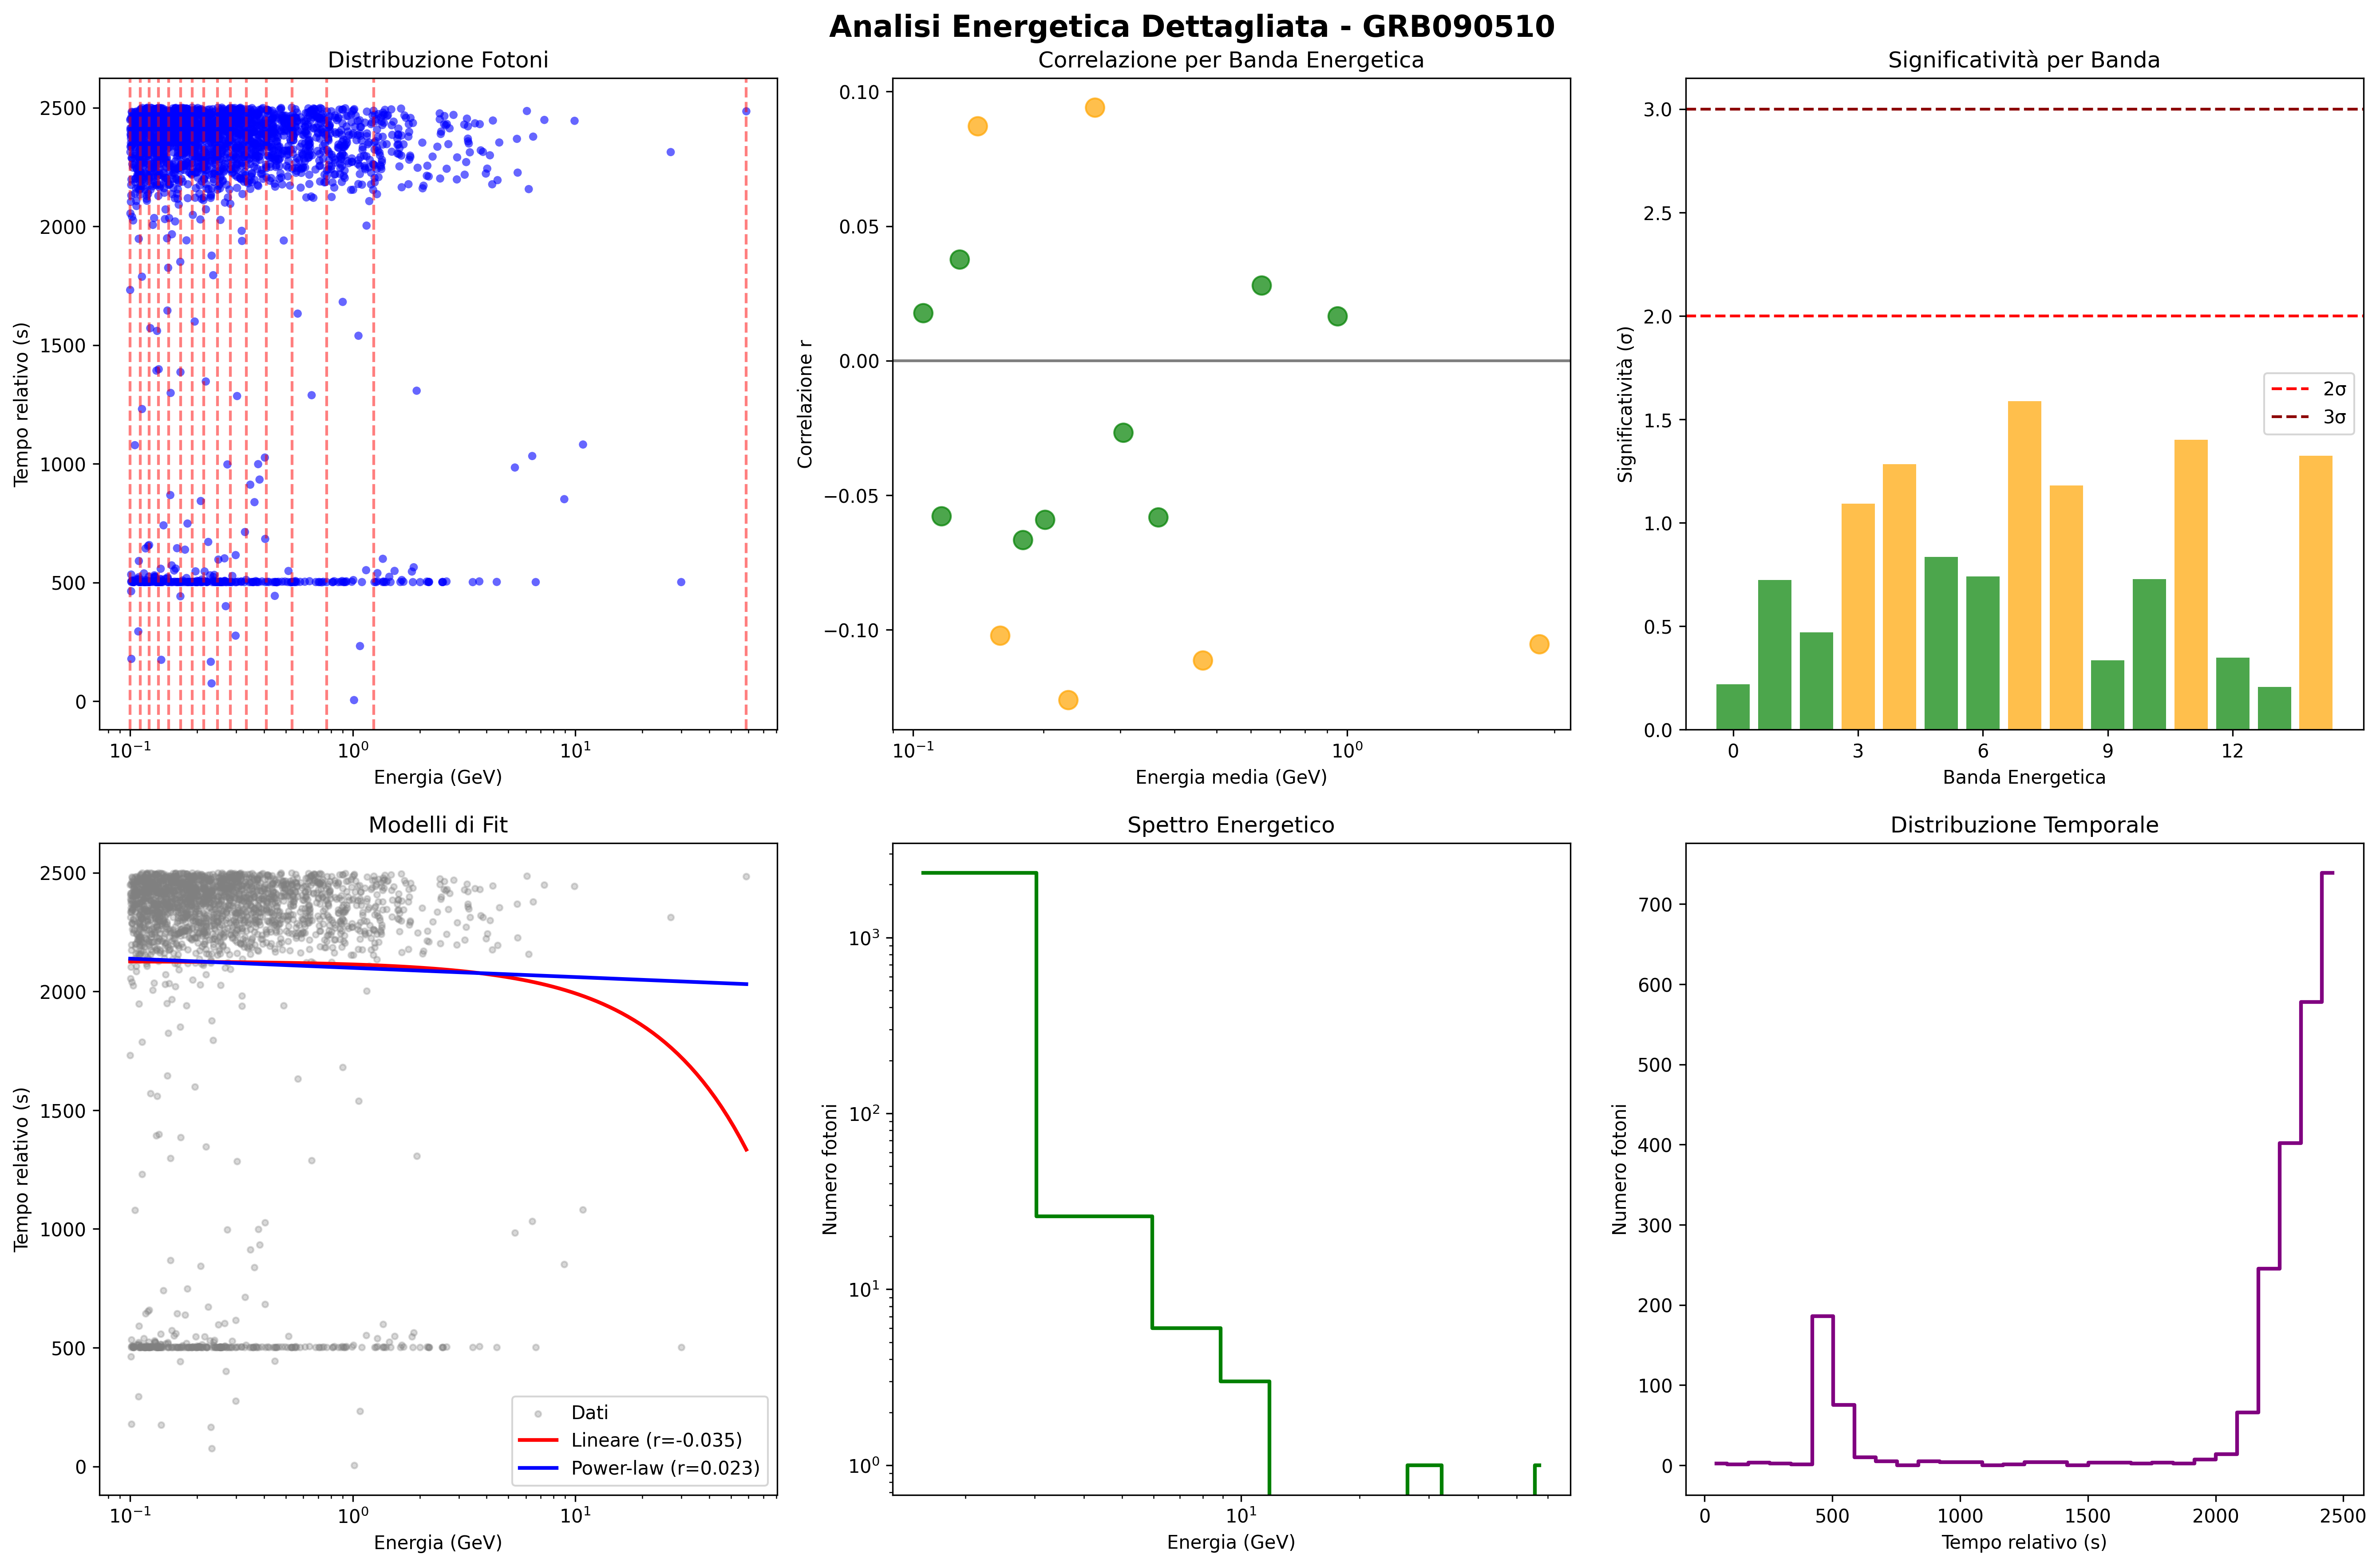 Analisi Energetica Dettagliata - GRB090510
Distribuzione Fotoni
Tempo relativo (s)
2500
2000
1500
1000
500
0
10⁻¹
10⁰
10¹
Energia (GeV)
Correlazione per Banda Energetica
Correlazione r
0.10
0.05
0.00
−0.05
−0.10
10⁻¹
10⁰
Energia media (GeV)
Significatività per Banda
Significatività (σ)
3.0
2.5
2.0
1.5
1.0
0.5
0.0
2σ
3σ
0
3
6
9
12
Banda Energetica
Modelli di Fit
Tempo relativo (s)
2500
2000
1500
1000
500
0
Dati
Lineare (r=-0.035)
Power-law (r=0.023)
10⁻¹
10⁰
10¹
Energia (GeV)
Spettro Energetico
Numero fotoni
10³
10²
10¹
10⁰
10¹
Energia (GeV)
Distribuzione Temporale
Numero fotoni
700
600
500
400
300
200
100
0
0
500
1000
1500
2000
2500
Tempo relativo (s)